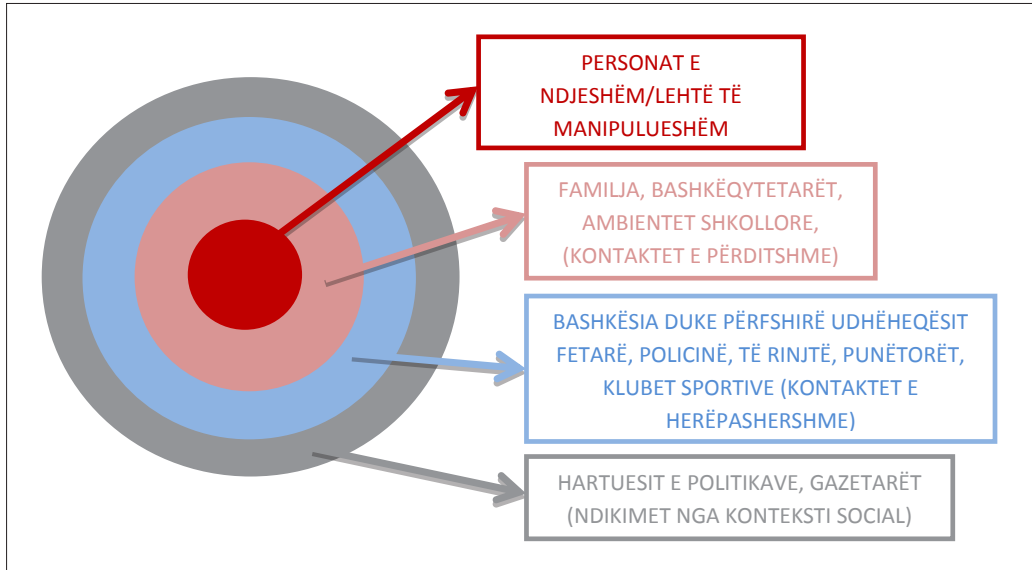 PERSONAT E
NDJESHËM/LEHTË TË
MANIPULUESHËM
FAMILJA, BASHKËQYTETARËT,
AMBIENTET SHKOLLORE,
(KONTAKTET E PËRDITSHME)
BASHKËSIA DUKE PËRFSHIRË UDHËHEQËSIT
FETARË, POLICINË, TË RINJTË, PUNËTORËT,
KLUBET SPORTIVE (KONTAKTET E
HERËPASHERSHME)
HARTUESIT E POLITIKAVE, GAZETARËT
(NDIKIMET NGA KONTEKSTI SOCIAL)